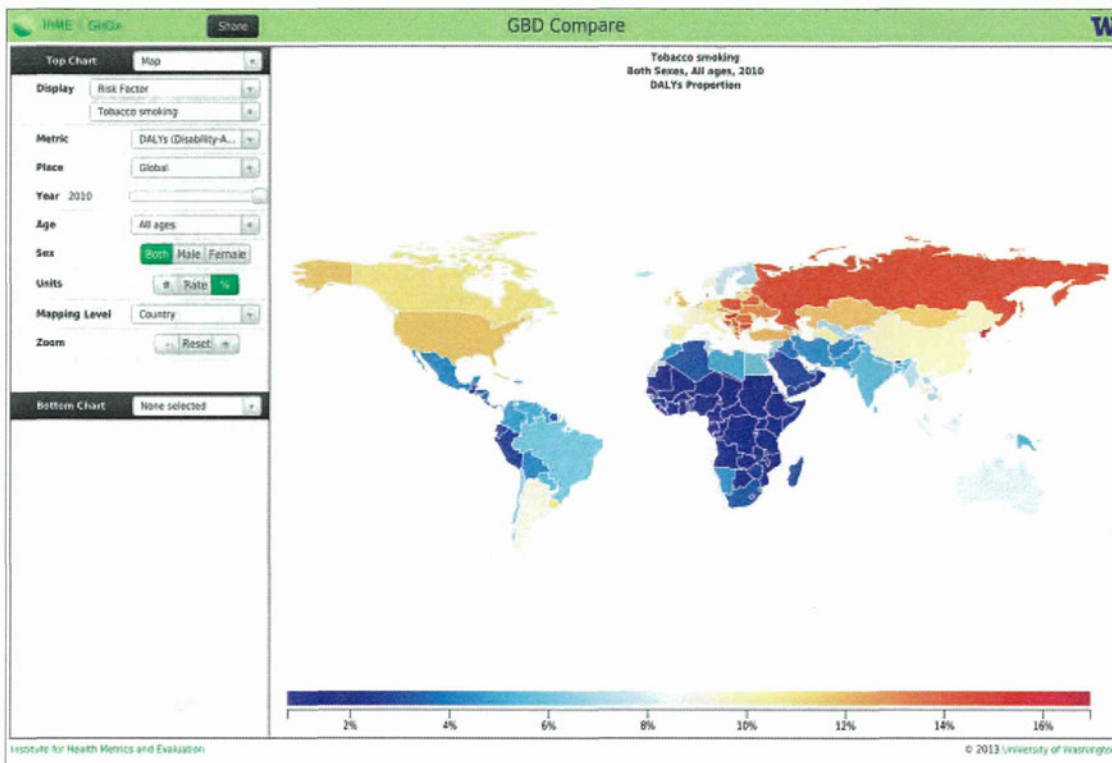 IHME | GHDx
Share
GBD Compare
W
Top Chart
Map
Display
Risk Factor
Tobacco smoking
Metric
DALYs (Disability-A...
Place
Global
Year 2010
Age
All ages
Sex
Both Male Female
Units
# Rate %
Mapping Level
Country
Zoom
- Reset +
Bottom Chart
None selected
Tobacco smoking
Both Sexes, All ages, 2010
DALYs Proportion
2% 4% 6% 8% 10% 12% 14% 16%
Institute for Health Metrics and Evaluation
© 2013 University of Washington